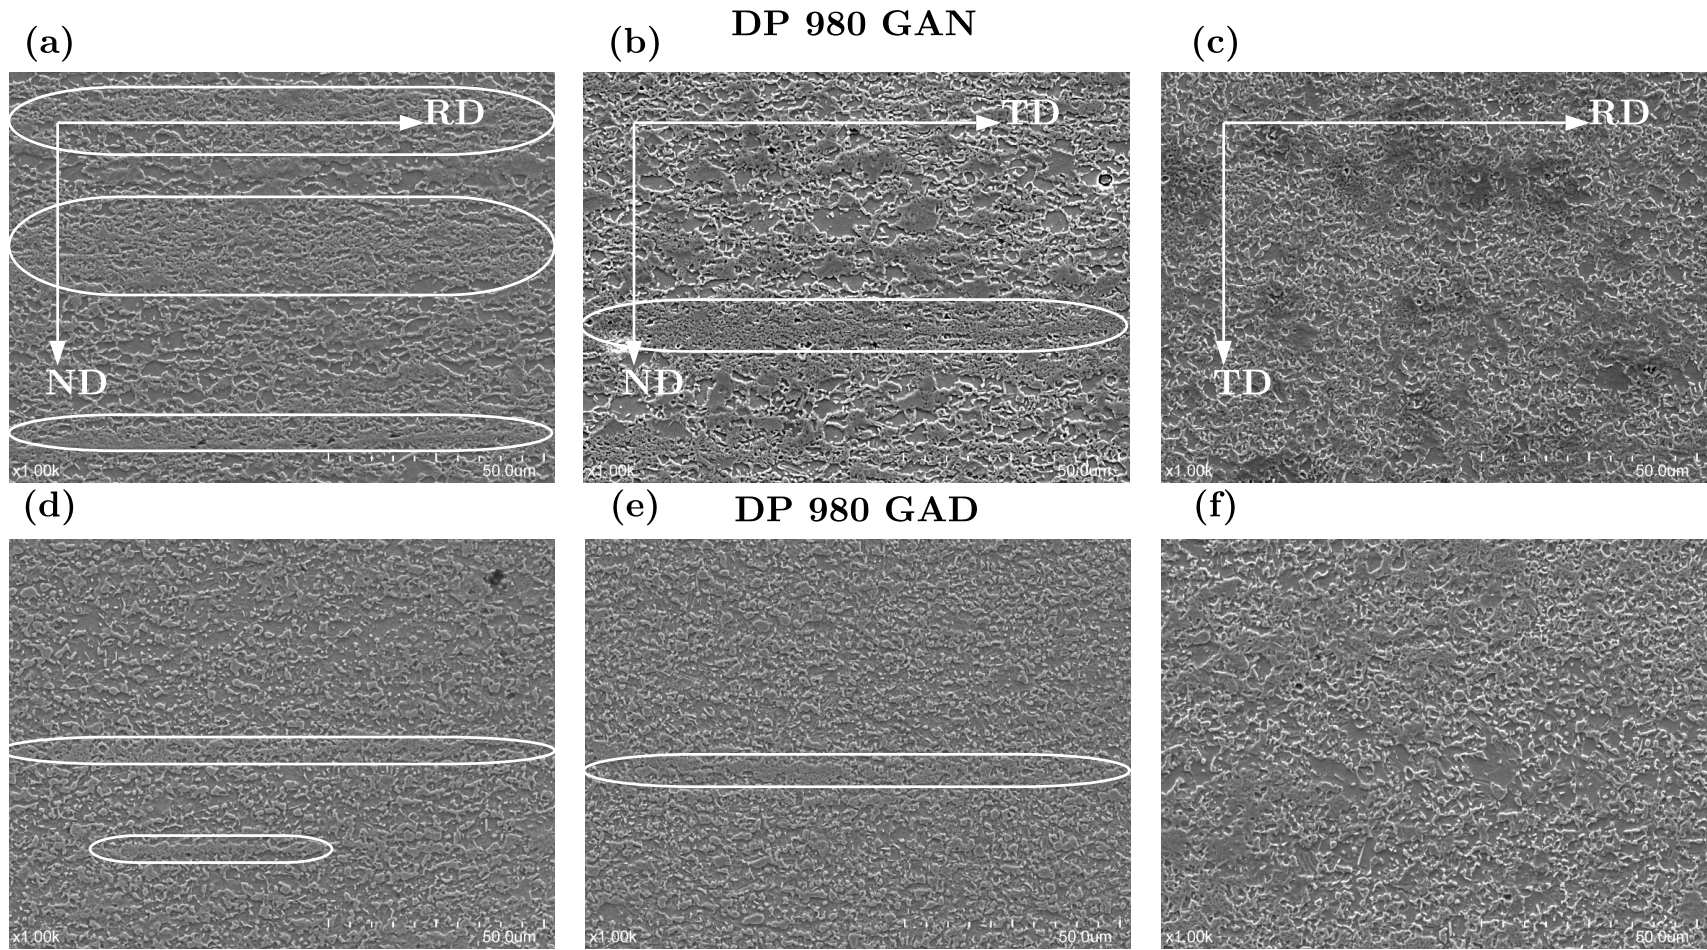 DP 980 GAN
(a) (b) (c)
RD TD RD
ND ND TD
x1.00k 50.0um x1.00k 50.0um x1.00k 50.0um
DP 980 GAD
(d) (e) (f)
x1.00k 50.0um x1.00k 50.0um x1.00k 50.0um